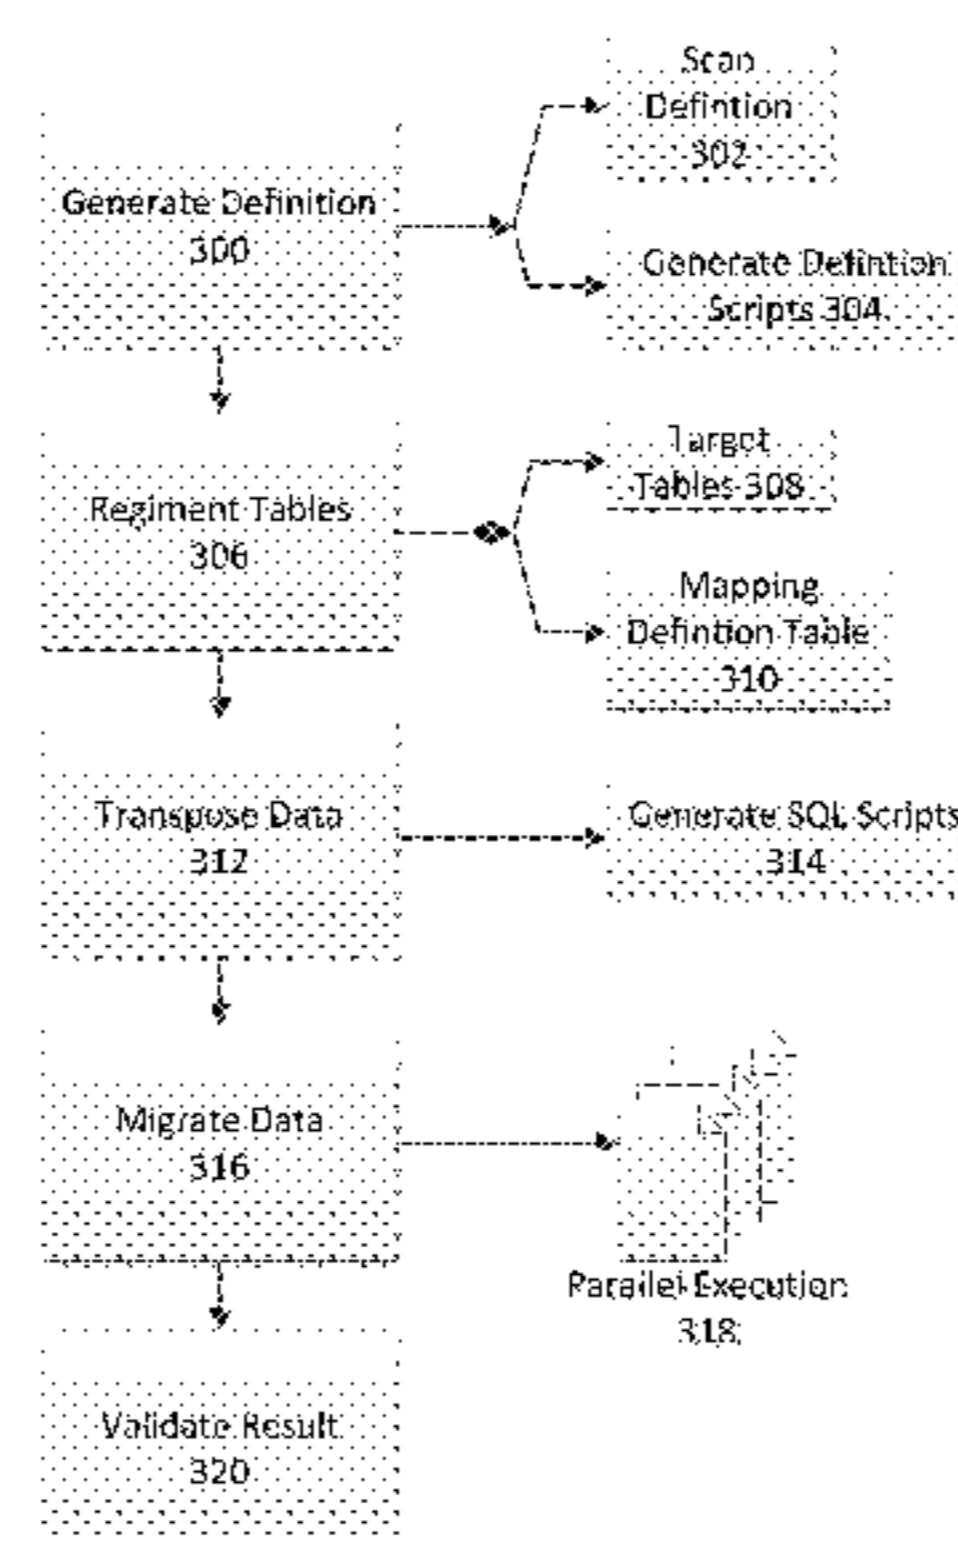 Generate Definition
300
Scan
Defintion
302
Generate Defintion
Scripts 304
Regiment Tables
306
Target
Tables 308
Mapping
Defintion Table
310
Transpose Data
312
Generate SQL Scripts
314
Migrate Data
316
Parallel Execution
318
Validate Result
320